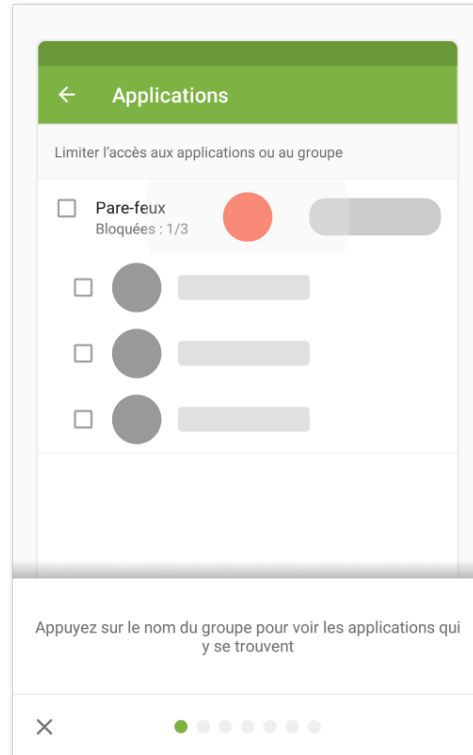 Applications
Limiter l'accès aux applications ou au groupe
Pare-feux
Bloquées : 1/3
Appuyez sur le nom du groupe pour voir les applications qui
y se trouvent